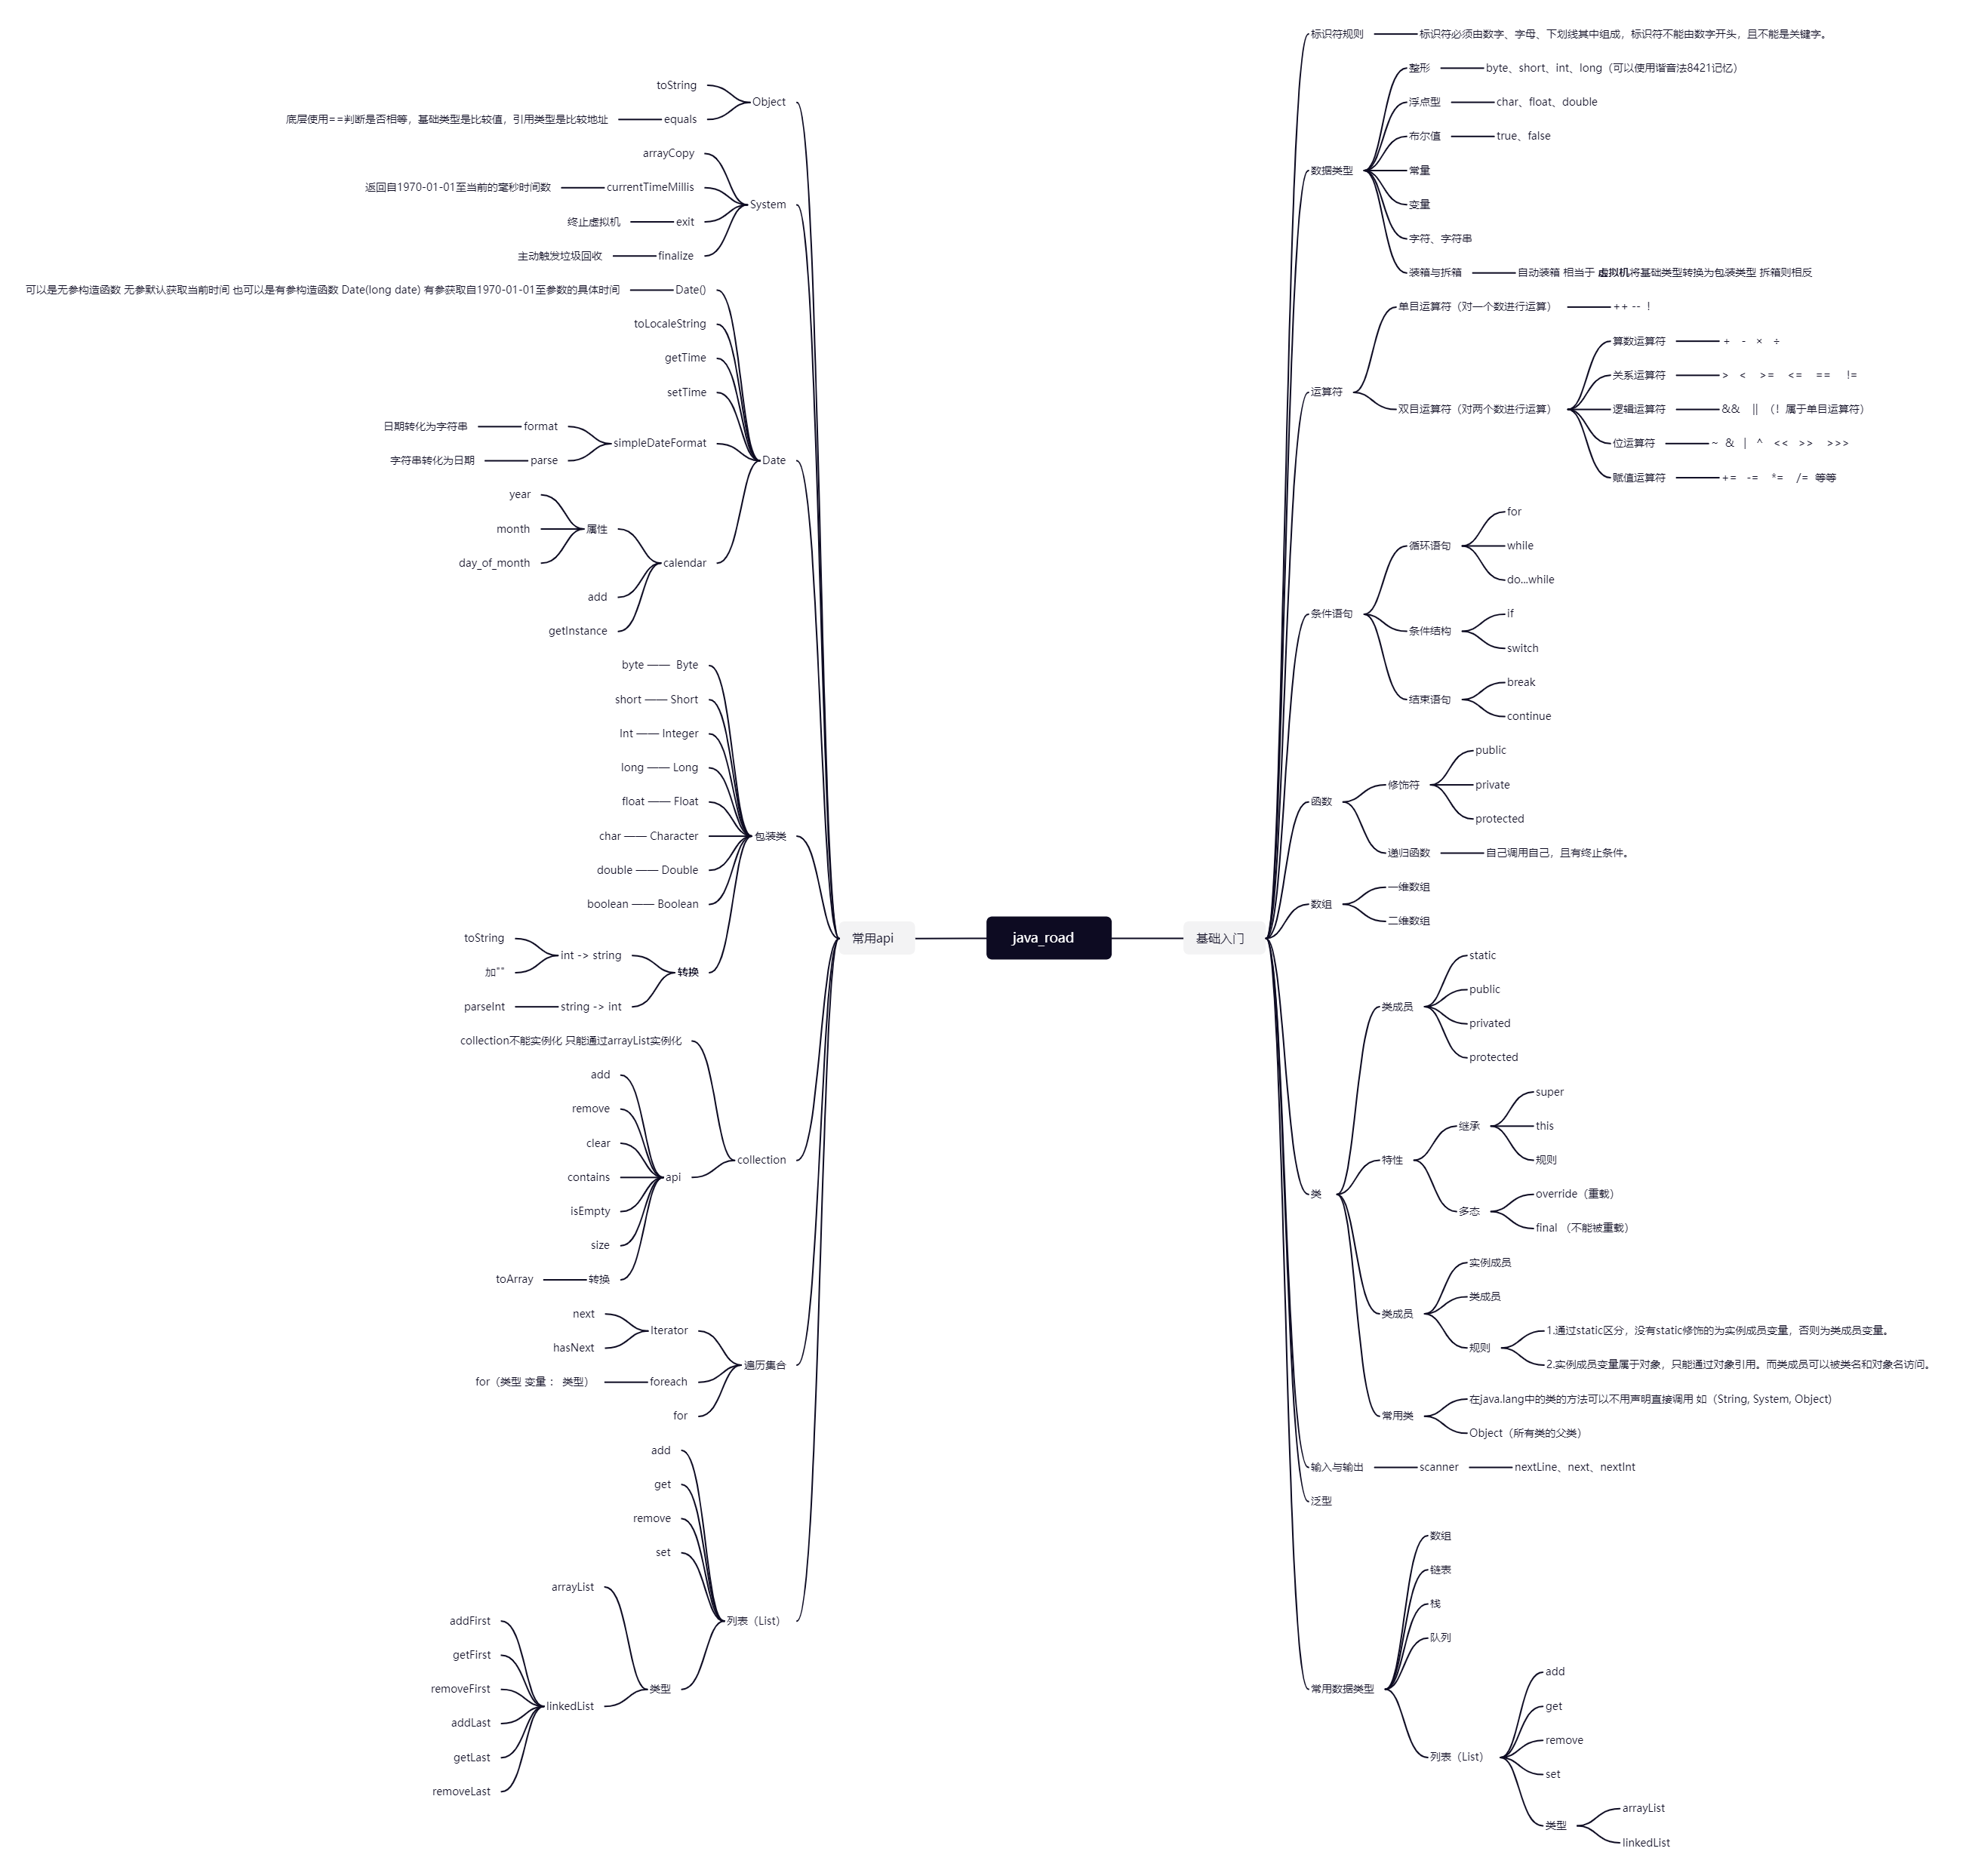 java_road
基础入门
标识符规则
标识符必须由数字、字母、下划线其中组成，标识符不能由数字开头，且不能是关键字。
数据类型
整形
byte、short、int、long（可以使用谐音法8421记忆）
浮点型
char、float、double
布尔值
true、false
常量
变量
字符、字符串
装箱与拆箱
自动装箱 相当于 虚拟机将基础类型转换为包装类型 拆箱则相反
运算符
单目运算符（对一个数进行运算）
++ -- ！
双目运算符（对两个数进行运算）
算数运算符
+ - × ÷
关系运算符
> < >= <= == !=
逻辑运算符
&& || （！属于单目运算符）
位运算符
~ & | ^ << >> >>>
赋值运算符
+= -= *= /= 等等
条件语句
循环语句
for
while
do...while
条件结构
if
switch
结束语句
break
continue
函数
修饰符
public
private
protected
递归函数
自己调用自己，且有终止条件。
数组
一维数组
二维数组
类
类成员
static
public
privated
protected
特性
继承
super
this
规则
多态
override（重载）
final （不能被重载）
类成员
实例成员
类成员
规则
1.通过static区分，没有static修饰的为实例成员变量，否则为类成员变量。
2.实例成员变量属于对象，只能通过对象引用。而类成员可以被类名和对象名访问。
常用类
在java.lang中的类的方法可以不用声明直接调用 如（String, System, Object)
Object（所有类的父类）
输入与输出
scanner
nextLine、next、nextInt
泛型
常用数据类型
数组
链表
栈
队列
列表（List）
add
get
remove
set
类型
arrayList
linkedList
常用api
Object
toString
equals
底层使用==判断是否相等，基础类型是比较值，引用类型是比较地址
System
arrayCopy
currentTimeMillis
返回自1970-01-01至当前的毫秒时间数
exit
终止虚拟机
finalize
主动触发垃圾回收
Date
Date()
可以是无参构造函数 无参默认获取当前时间 也可以是有参构造函数 Date(long date) 有参获取自1970-01-01至参数的具体时间
toLocaleString
getTime
setTime
simpleDateFormat
format
日期转化为字符串
parse
字符串转化为日期
calendar
属性
year
month
day_of_month
add
getInstance
包装类
byte —— Byte
short —— Short
Int —— Integer
long —— Long
float —— Float
char —— Character
double —— Double
boolean —— Boolean
转换
int -> string
toString
加""
string -> int
parseInt
collection
collection不能实例化 只能通过arrayList实例化
api
add
remove
clear
contains
isEmpty
size
转换
toArray
遍历集合
Iterator
next
hasNext
foreach
for（类型 变量 ： 类型）
for
列表（List）
add
get
remove
set
类型
arrayList
linkedList
addFirst
getFirst
removeFirst
addLast
getLast
removeLast